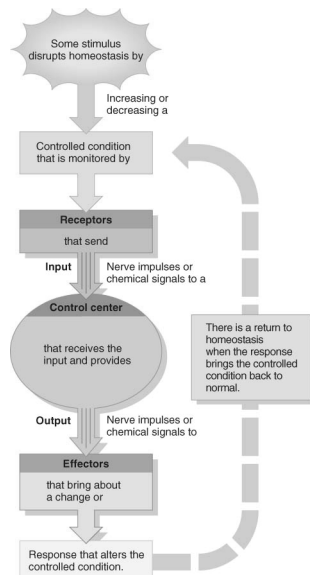 Some stimulus
disrupts homeostasis by
Increasing or
decreasing a
Controlled condition
that is monitored by
Receptors
that send
Input
Nerve impulses or
chemical signals to a
Control center
that receives the
input and provides
Output
Nerve impulses or
chemical signals to
Effectors
that bring about
a change or
Response that alters the
controlled condition.
There is a return to
homeostasis
when the response
brings the controlled
condition back to
normal.